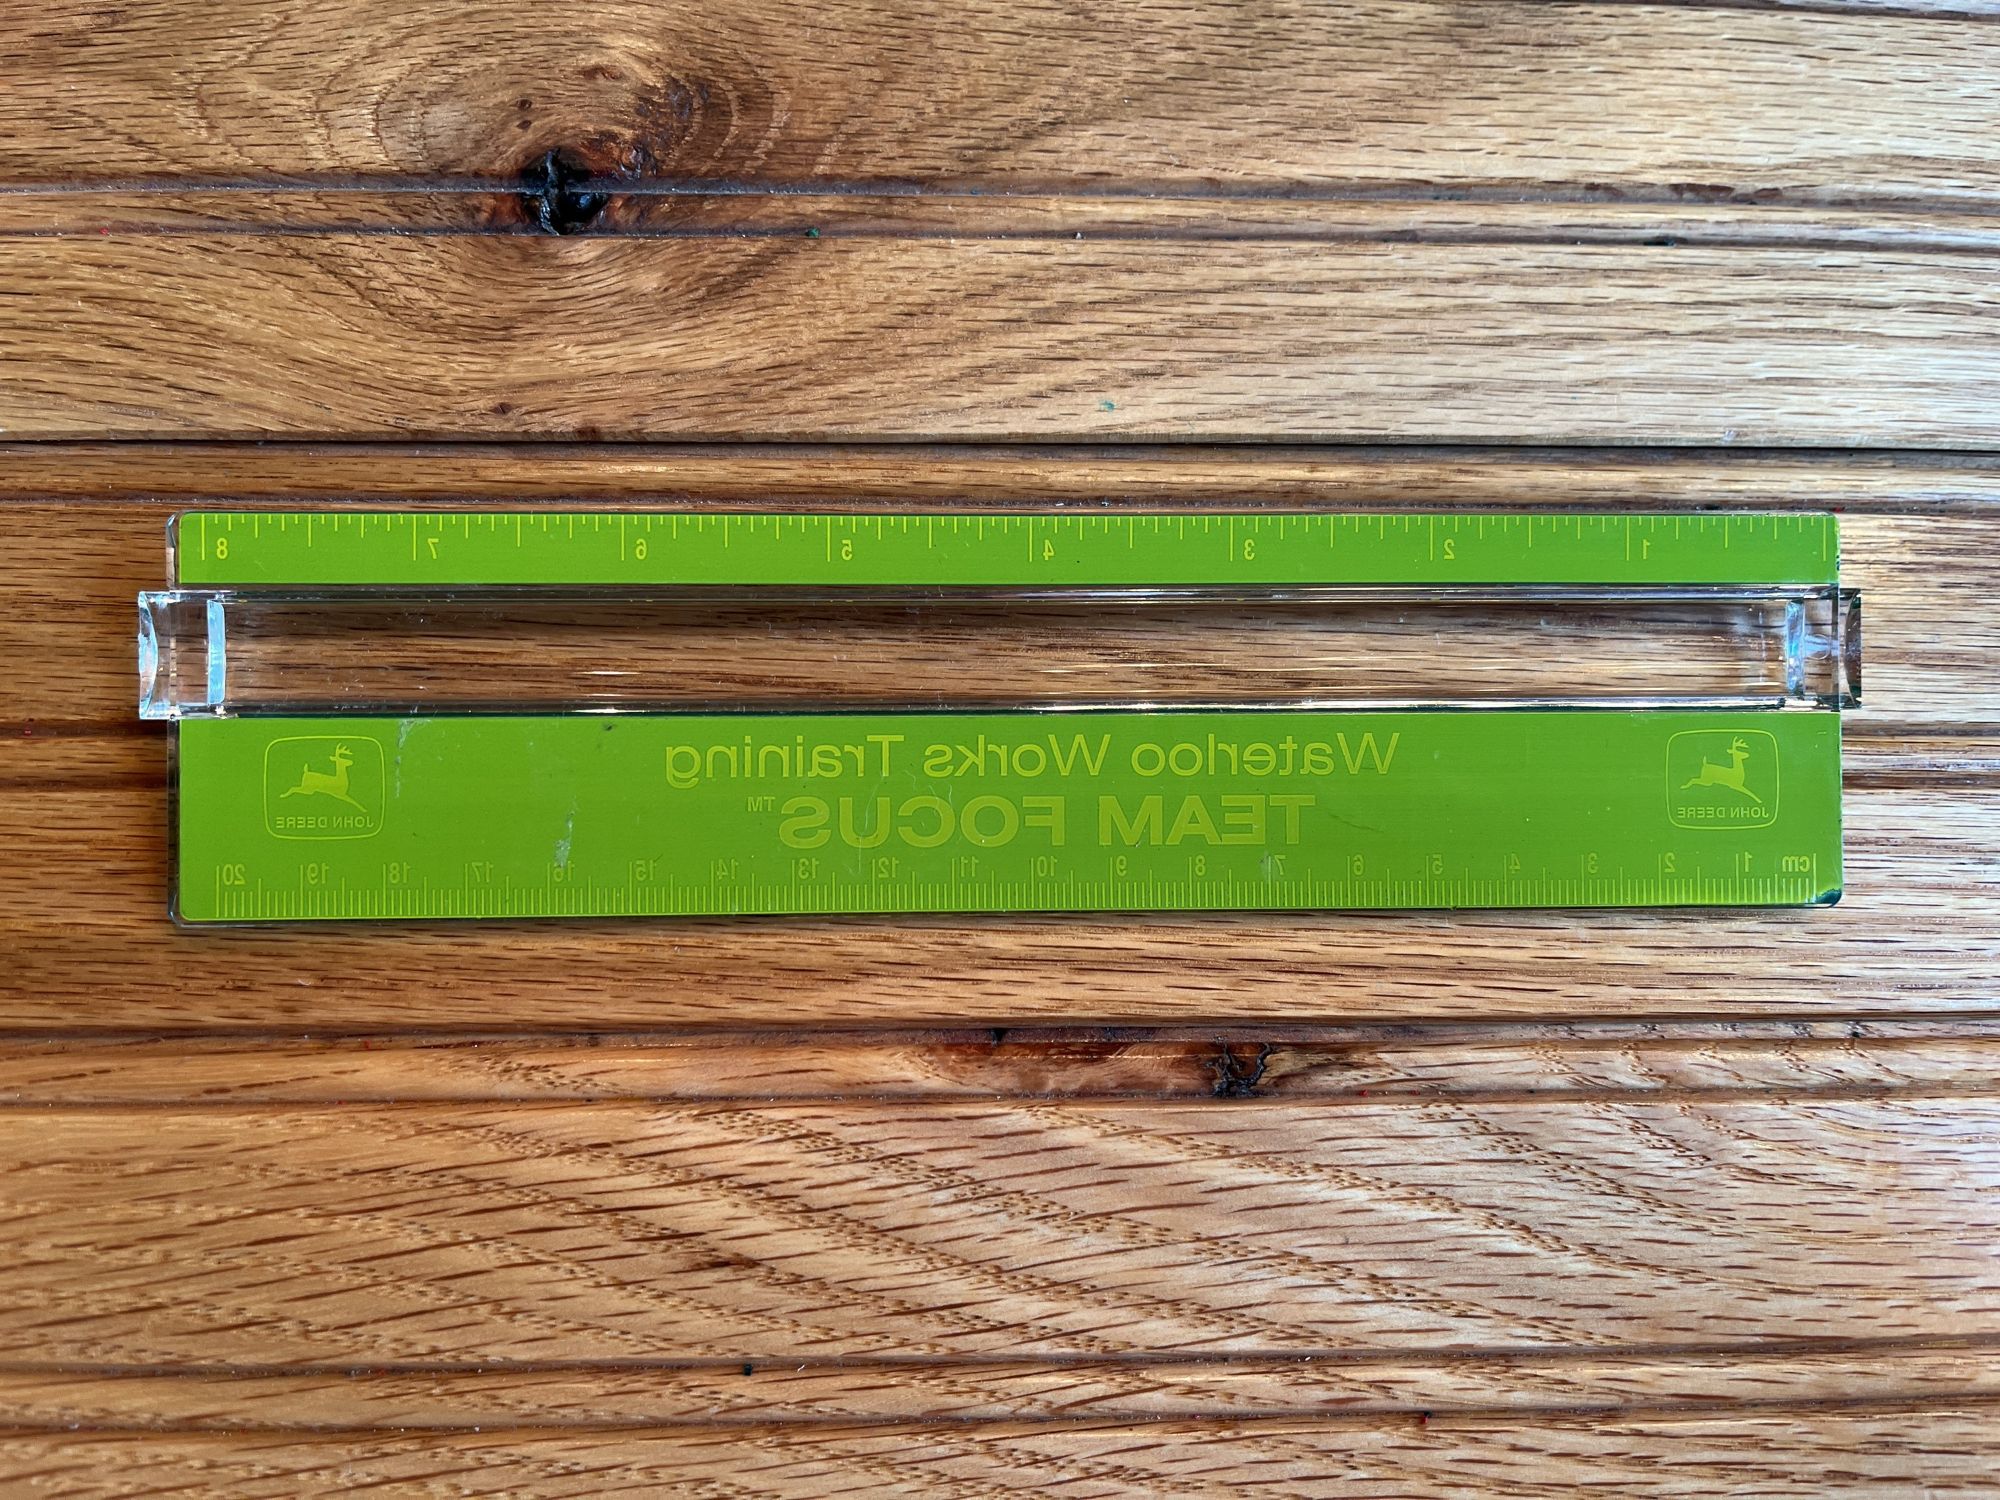 1 2 3 4 5 6 7 8
Waterloo Works Training
TEAM FOCUS™
JOHN DEERE
JOHN DEERE
cm 1 2 3 4 5 6 7 8 9 10 11 12 13 14 15 16 17 18 19 20